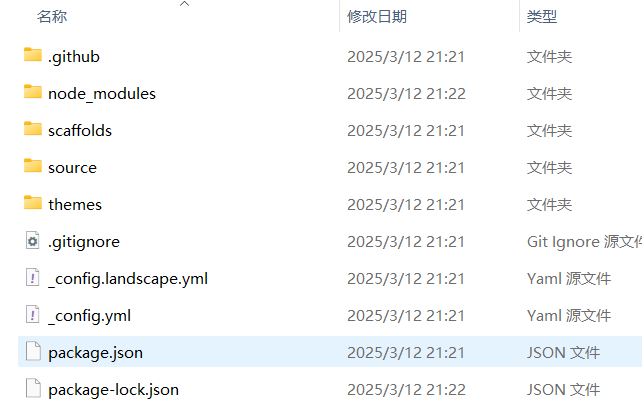 名称 修改日期 类型
.github 2025/3/12 21:21 文件夹
node_modules 2025/3/12 21:22 文件夹
scaffolds 2025/3/12 21:21 文件夹
source 2025/3/12 21:21 文件夹
themes 2025/3/12 21:21 文件夹
.gitignore 2025/3/12 21:21 Git Ignore 源文件
_config.landscape.yml 2025/3/12 21:21 Yaml 源文件
_config.yml 2025/3/12 21:21 Yaml 源文件
package.json 2025/3/12 21:21 JSON 文件
package-lock.json 2025/3/12 21:22 JSON 文件